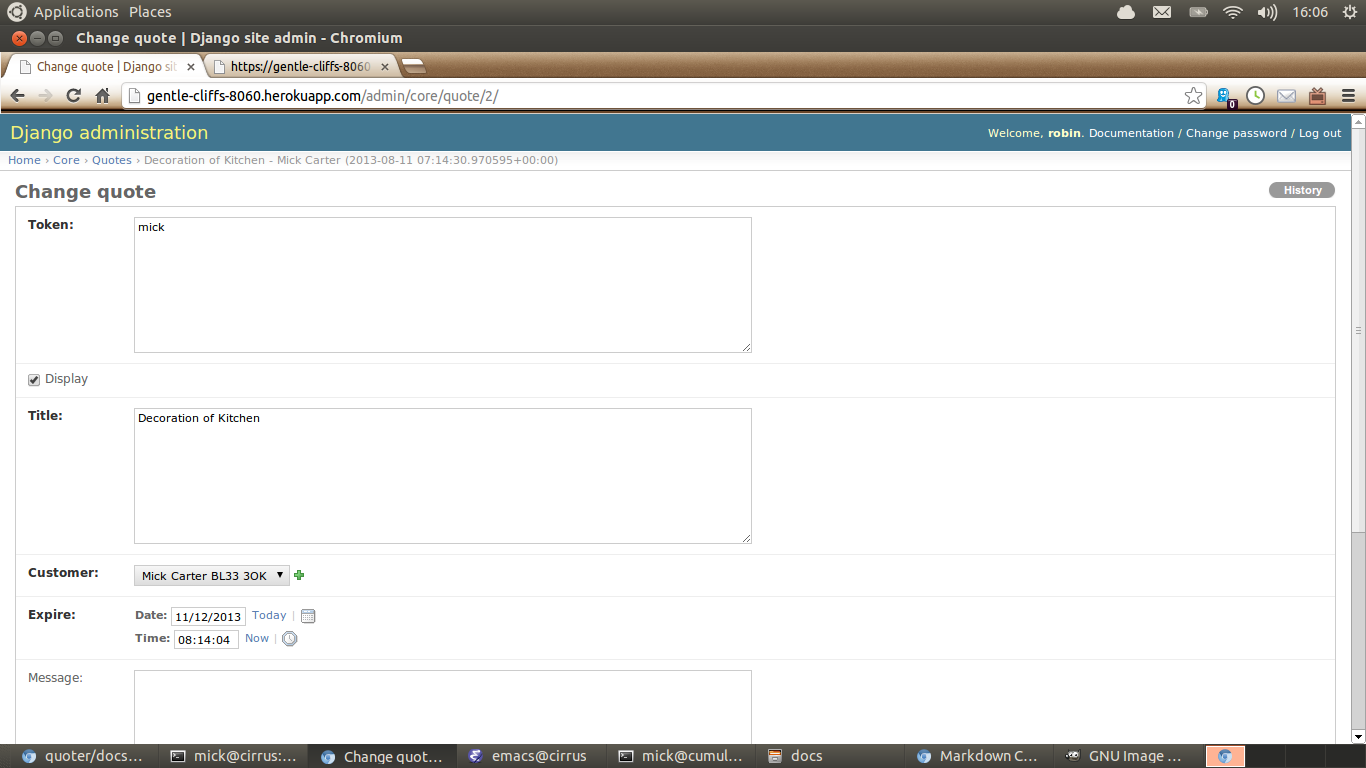 Applications Places 16:06
Change quote | Django site admin - Chromium
Change quote | Django sit https://gentle-cliffs-8060
gentle-cliffs-8060.herokuapp.com/admin/core/quote/2/ 0
Django administration Welcome, robin. Documentation / Change password / Log out
Home › Core › Quotes › Decoration of Kitchen - Mick Carter (2013-08-11 07:14:30.970595+00:00)
Change quote History
Token: mick
Display
Title: Decoration of Kitchen
Customer: Mick Carter BL33 3OK
Expire: Date: 11/12/2013 Today |
Time: 08:14:04 Now |
Message:
quoter/docs... mick@cirrus:... Change quot... emacs@cirrus mick@cumul... docs Markdown C... GNU Image ...